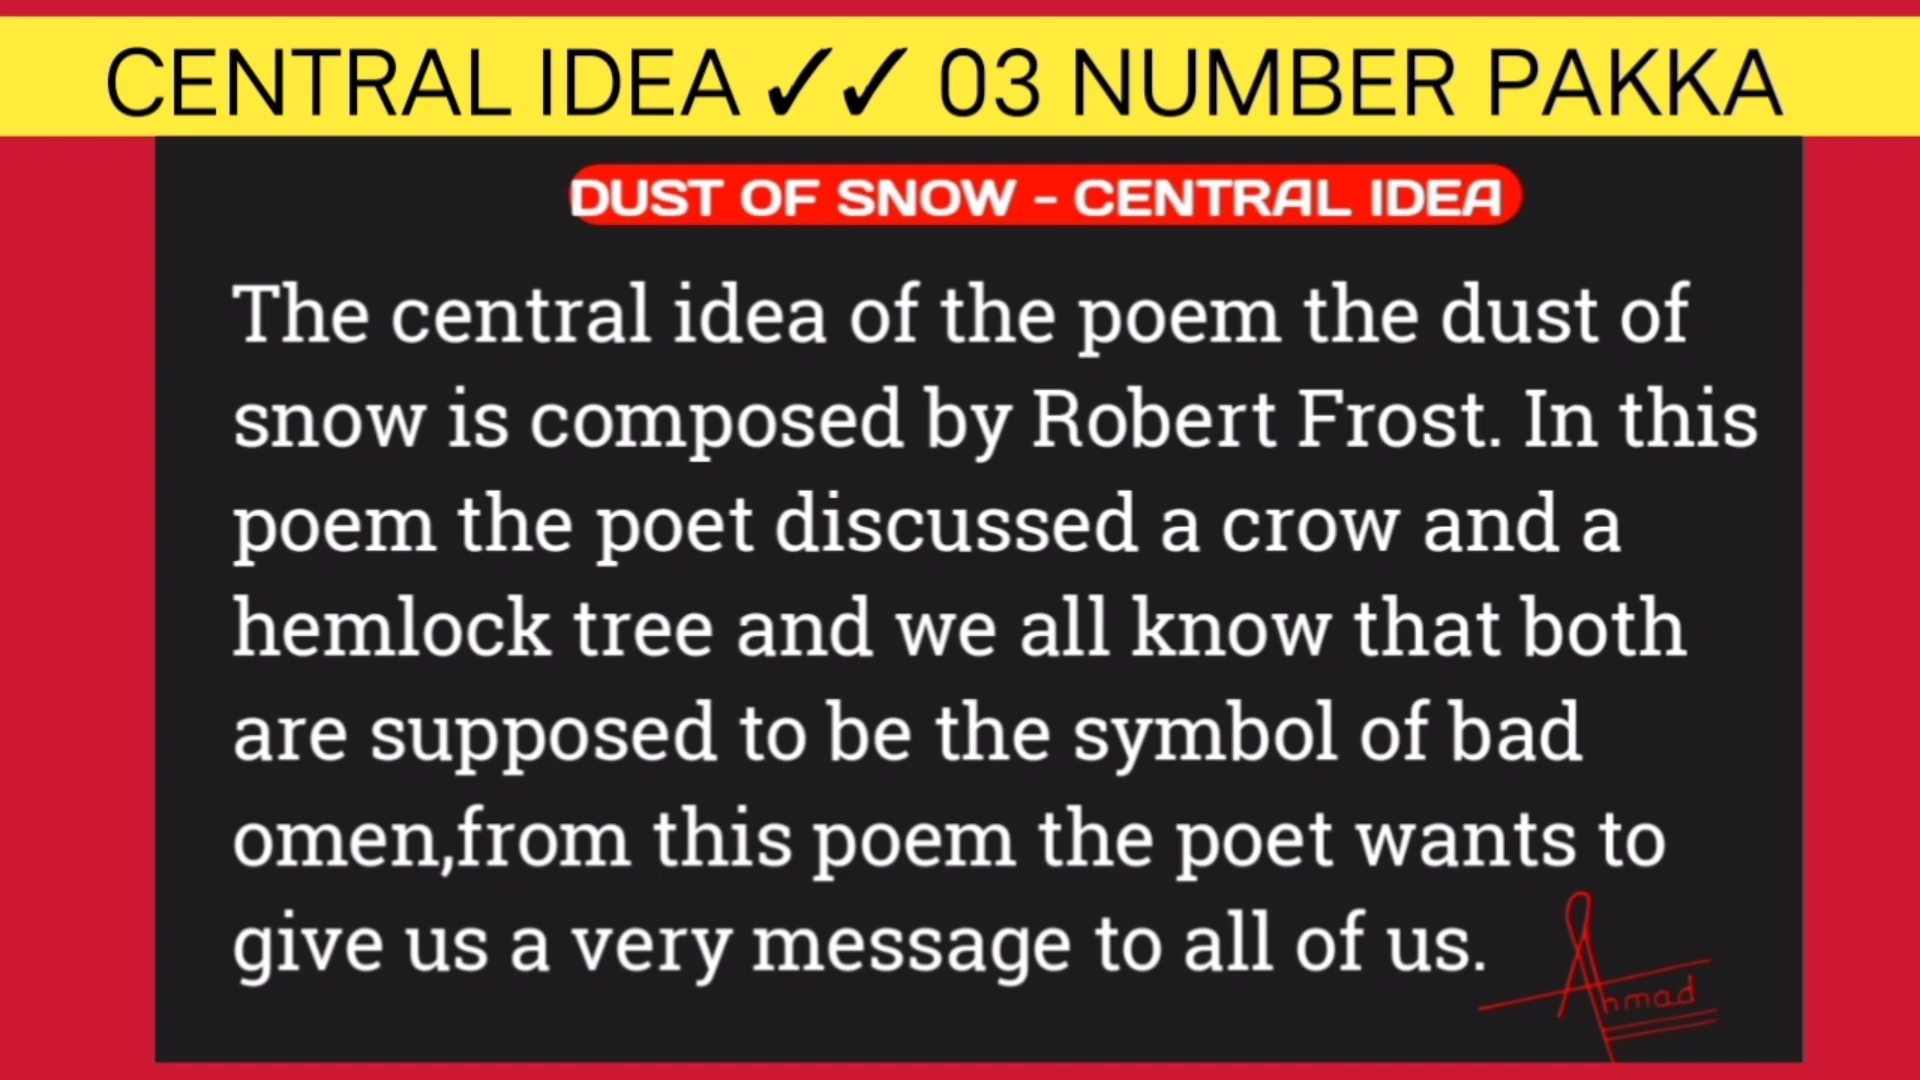 CENTRAL IDEA ✓✓ 03 NUMBER PAKKA
DUST OF SNOW - CENTRAL IDEA
The central idea of the poem the dust of
snow is composed by Robert Frost. In this
poem the poet discussed a crow and a
hemlock tree and we all know that both
are supposed to be the symbol of bad
omen,from this poem the poet wants to
give us a very message to all of us.
Ahmad